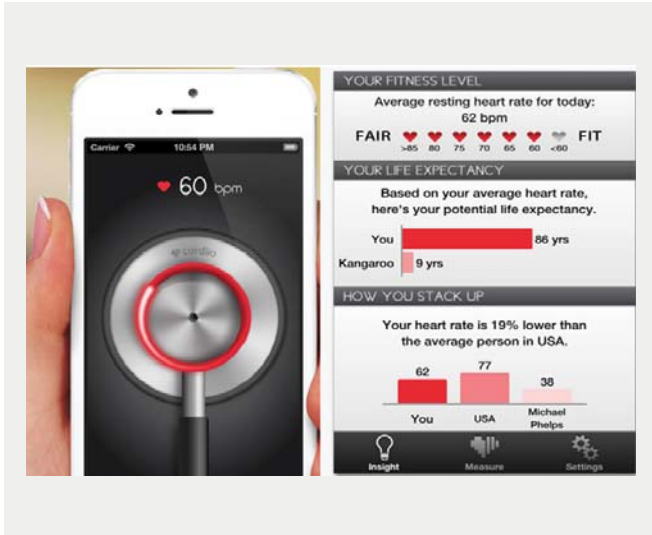 Carrier 10:54 PM
60 bpm
cardiio
YOUR FITNESS LEVEL
Average resting heart rate for today:
62 bpm
FAIR FIT
>85 80 75 70 65 60 <60
YOUR LIFE EXPECTANCY
Based on your average heart rate,
here's your potential life expectancy.
You 86 yrs
Kangaroo 9 yrs
HOW YOU STACK UP
Your heart rate is 19% lower than
the average person in USA.
62 77 38
You USA Michael
Phelps
Insight Measure Settings